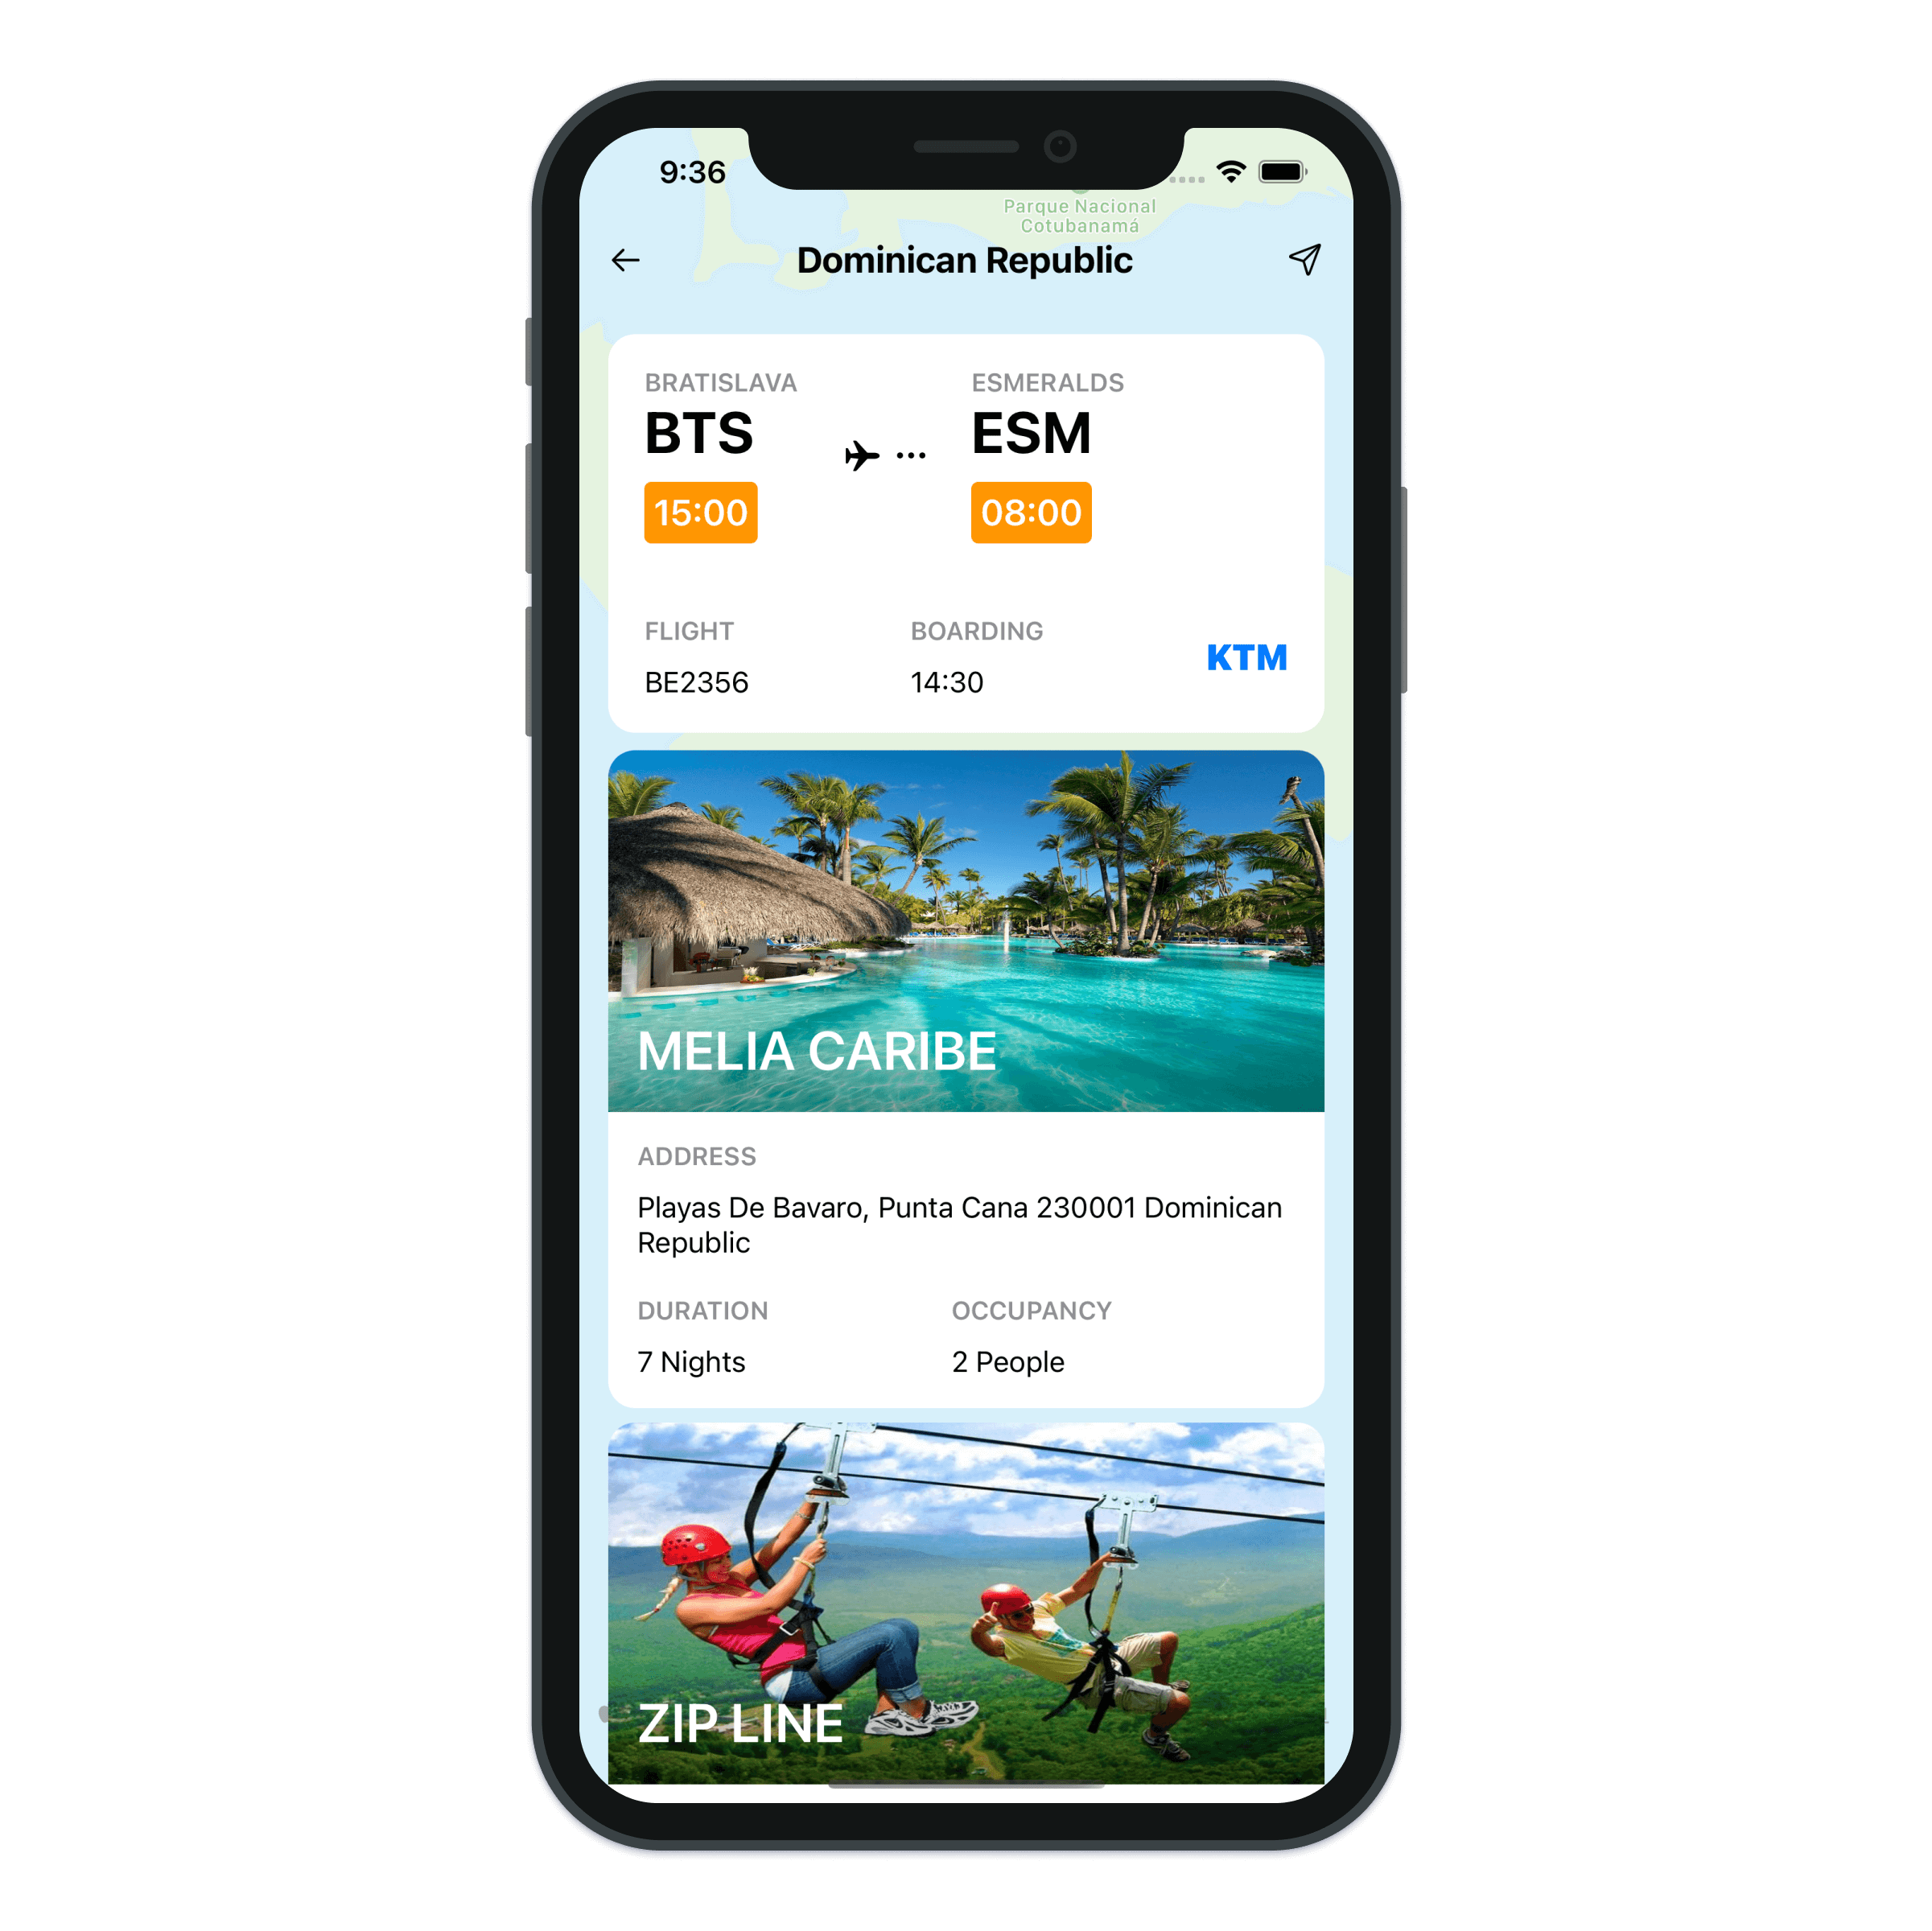 9:36
Parque Nacional
Cotubanamá
Dominican Republic
BRATISLAVA
ESMERALDS
BTS
ESM
15:00
08:00
FLIGHT
BOARDING
KTM
BE2356
14:30
MELIA CARIBE
ADDRESS
Playas De Bavaro, Punta Cana 230001 Dominican
Republic
DURATION
OCCUPANCY
7 Nights
2 People
ZIP LINE